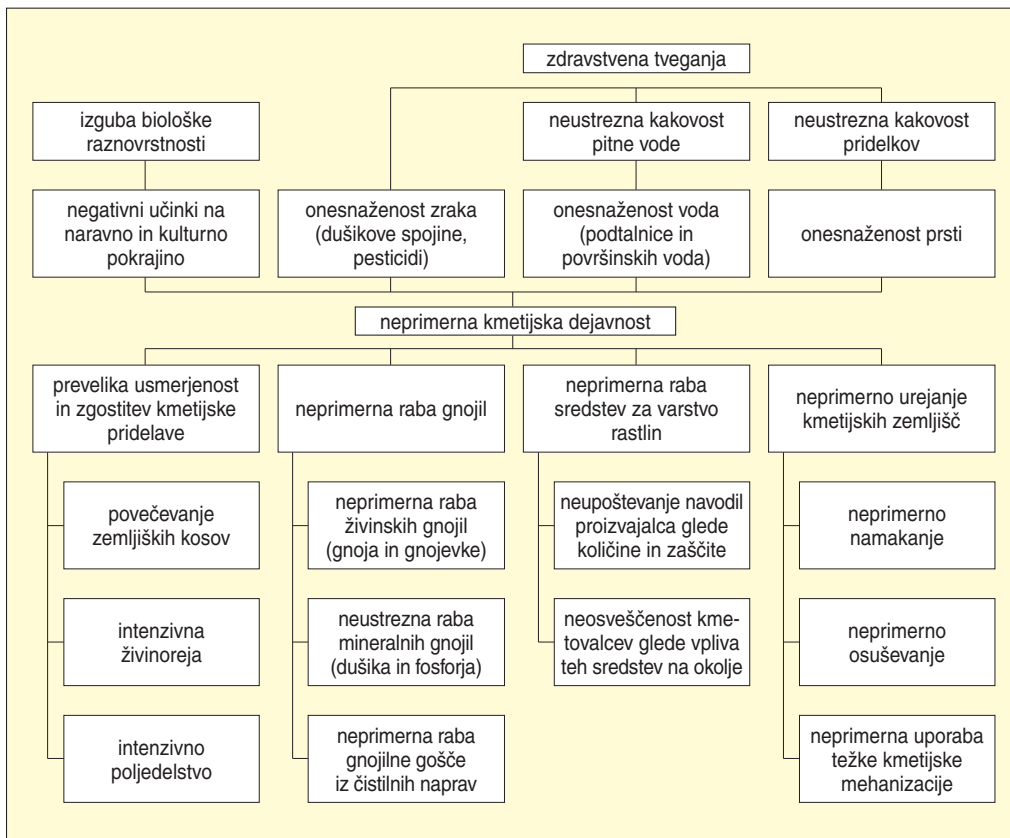 zdravstvena tveganja
izguba biološke
raznovrstnosti
neustrezna kakovost
pitne vode
neustrezna kakovost
pridelkov
negativni učinki na
naravno in kulturno
pokrajino
onesnaženost zraka
(dušikove spojine,
pesticidi)
onesnaženost voda
(podtalnice in
površinskih voda)
onesnaženost prsti
neprimerna kmetijska dejavnost
prevelika usmerjenost
in zgostitev kmetijske
pridelave
neprimerna raba gnojil
neprimerna raba
sredstev za varstvo
rastlin
neprimerno urejanje
kmetijskih zemljišč
povečevanje
zemljiških kosov
neprimerna raba
živinskih gnojil
(gnoja in gnojevke)
neupoštevanje navodil
proizvajalca glede
količine in zaščite
neprimerno
namakanje
intenzivna
živinoreja
neustrezna raba
mineralnih gnojil
(dušika in fosforja)
neosveščenost kme-
tovalcev glede vpliva
teh sredstev na okolje
neprimerno
osuševanje
intenzivno
poljedelstvo
neprimerna raba
gnojilne gošče
iz čistilnih naprav
neprimerna uporaba
težke kmetijske
mehanizacije